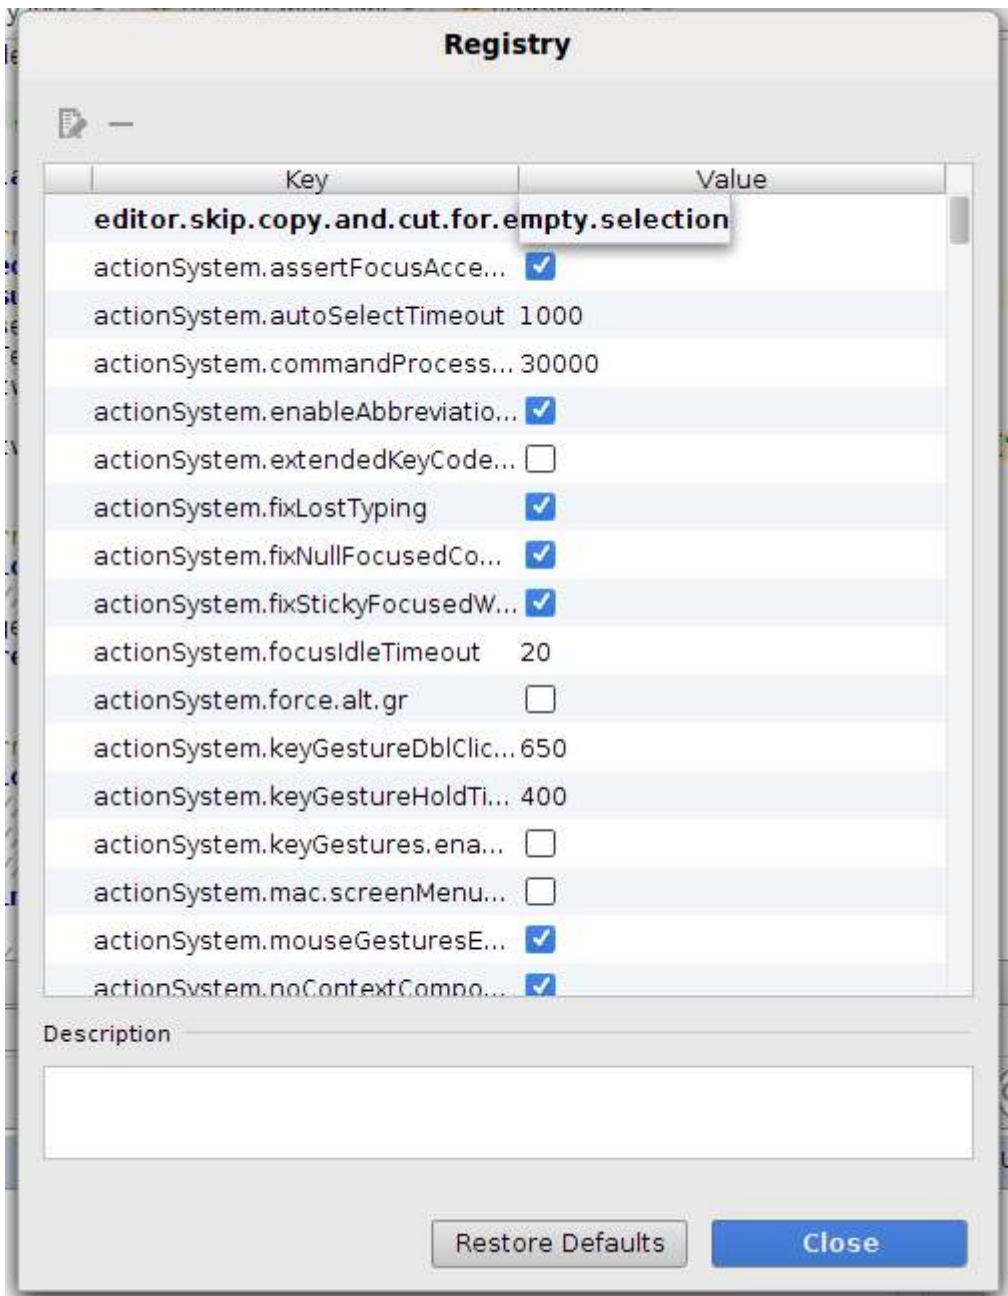 Registry
Key Value
editor.skip.copy.and.cut.for.empty.selection
actionSystem.assertFocusAcce...
actionSystem.autoSelectTimeout 1000
actionSystem.commandProcess... 30000
actionSystem.enableAbbreviatio...
actionSystem.extendedKeyCode...
actionSystem.fixLostTyping
actionSystem.fixNullFocusedCo...
actionSystem.fixStickyFocusedW...
actionSystem.focusIdleTimeout 20
actionSystem.force.alt.gr
actionSystem.keyGestureDblClic... 650
actionSystem.keyGestureHoldTi... 400
actionSystem.keyGestures.ena...
actionSystem.mac.screenMenu...
actionSystem.mouseGesturesE...
actionSystem.noContextCompo...
Description
Restore Defaults Close